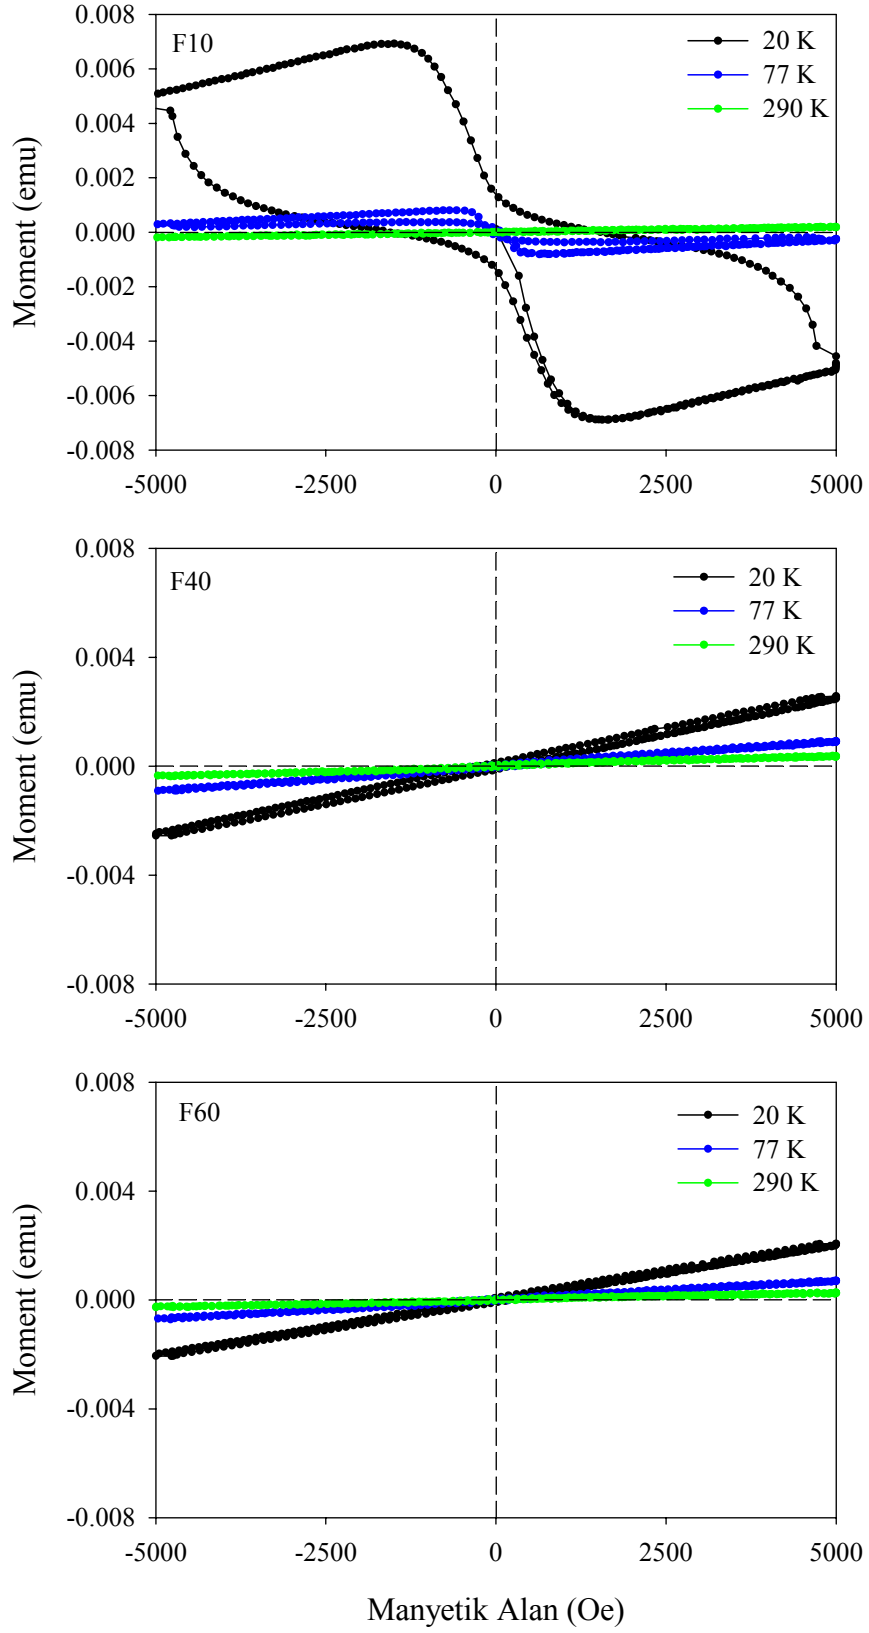 F10
20 K
77 K
290 K
Moment (emu)
0.008
0.006
0.004
0.002
0.000
-0.002
-0.004
-0.006
-0.008
-5000 -2500 0 2500 5000
F40
20 K
77 K
290 K
Moment (emu)
0.008
0.004
0.000
-0.004
-0.008
-5000 -2500 0 2500 5000
F60
20 K
77 K
290 K
Moment (emu)
0.008
0.004
0.000
-0.004
-0.008
-5000 -2500 0 2500 5000
Manyetik Alan (Oe)